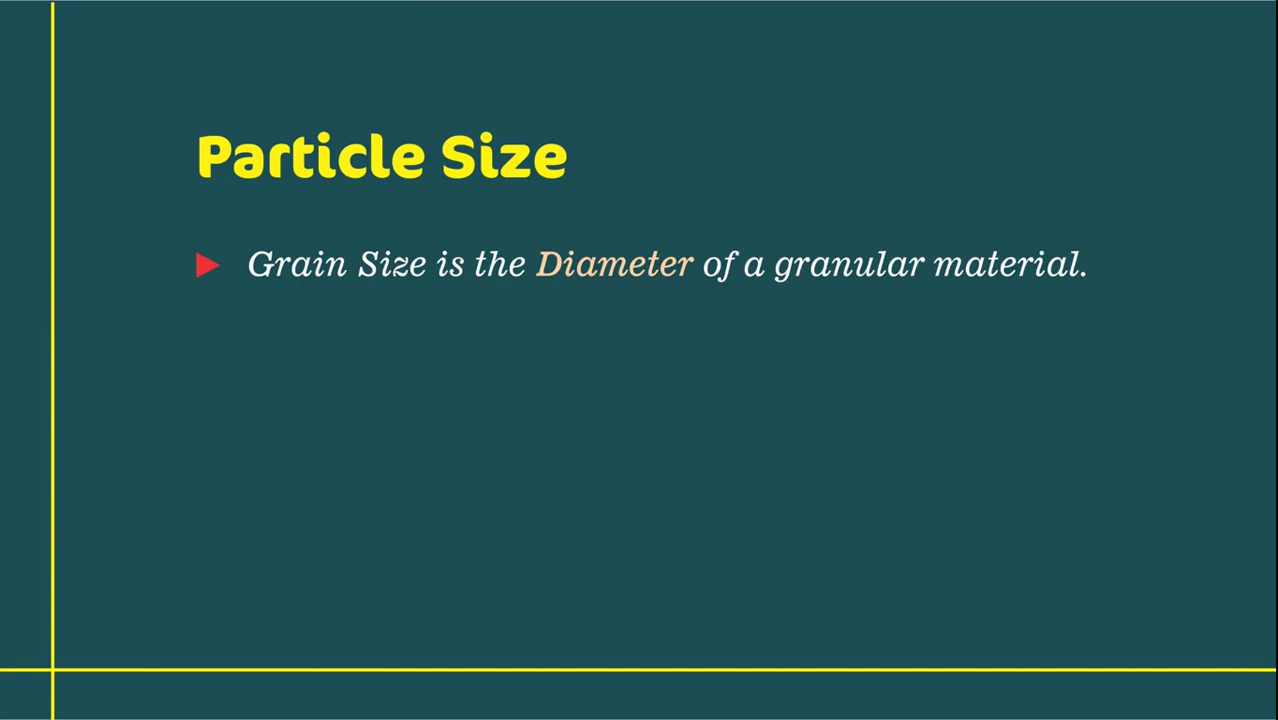 Particle Size
Grain Size is the Diameter of a granular material.